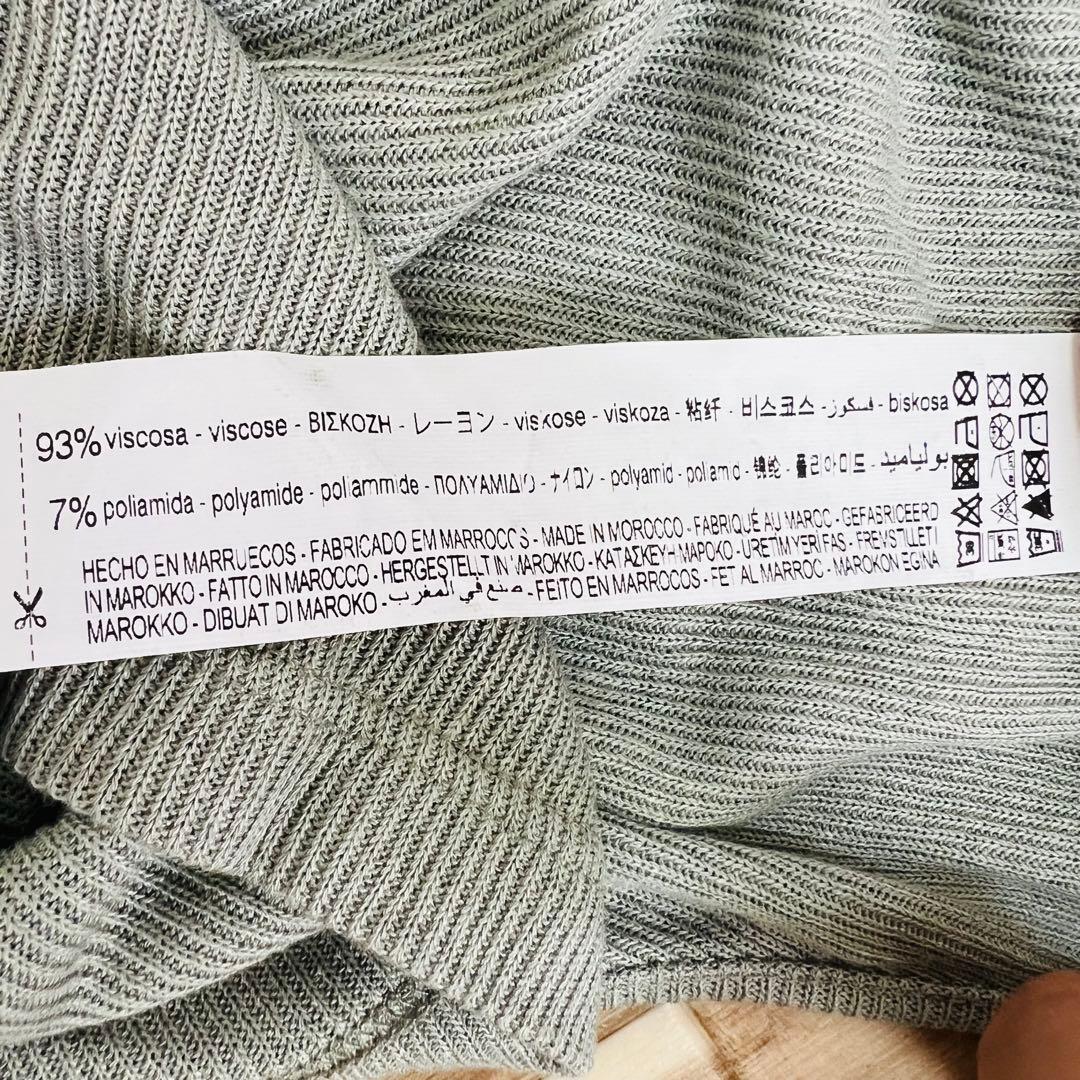 93% viscosa - viscose - ΒΙΣΚΟΖΗ - レーヨン - viskose - viskoza - 粘纤 - 비스코스 - فسكوز - biskosa
7% poliamida - polyamide - poliammide - ΠΟΛΥΑΜΙΔΙΟ - ナイロン - polyamid - poliamid - 锦纶 - 폴리아미드 - بولياميد
HECHO EN MARRUECOS - FABRICADO EM MARROCOS - MADE IN MOROCCO - FABRIQUÉ AU MAROC - GEFABRICEERD
IN MAROKKO - FATTO IN MAROCCO - HERGESTELLT IN MAROKKO - ΚΑΤΑΣΚΕΥΗ ΜΑΡΟΚΟ - URETIM YERI FAS - FREMSTILLET I
MAROKKO - DIBUAT DI MAROKO - صنع في المغرب - FEITO EN MARROCOS - FET AL MARROC - MAROKON EGINA